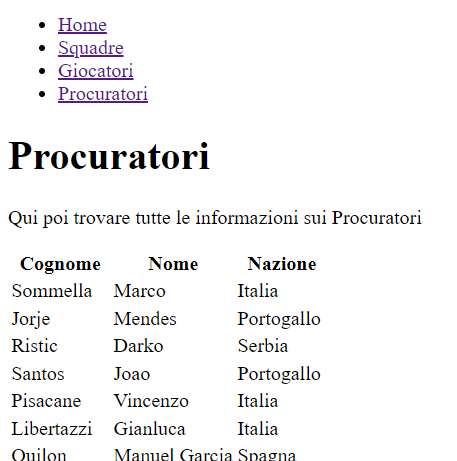 Home
Squadre
Giocatori
Procuratori
Procuratori
Qui poi trovare tutte le informazioni sui Procuratori
Cognome Nome Nazione
Sommella Marco Italia
Jorje Mendes Portogallo
Ristic Darko Serbia
Santos Joao Portogallo
Pisacane Vincenzo Italia
Libertazzi Gianluca Italia
Quilon Manuel Garcia Spagna